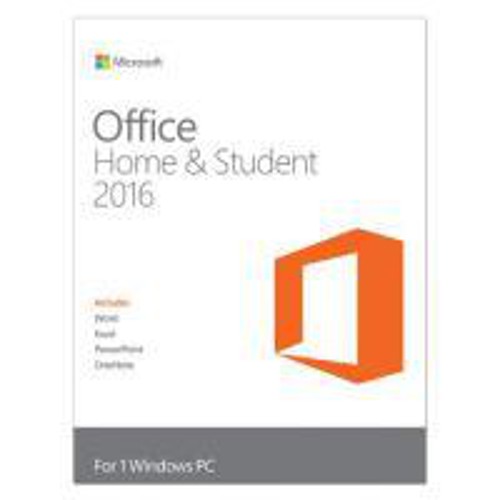 Microsoft
Office
Home & Student
2016
Includes
Word
Excel
PowerPoint
OneNote
For 1 Windows PC